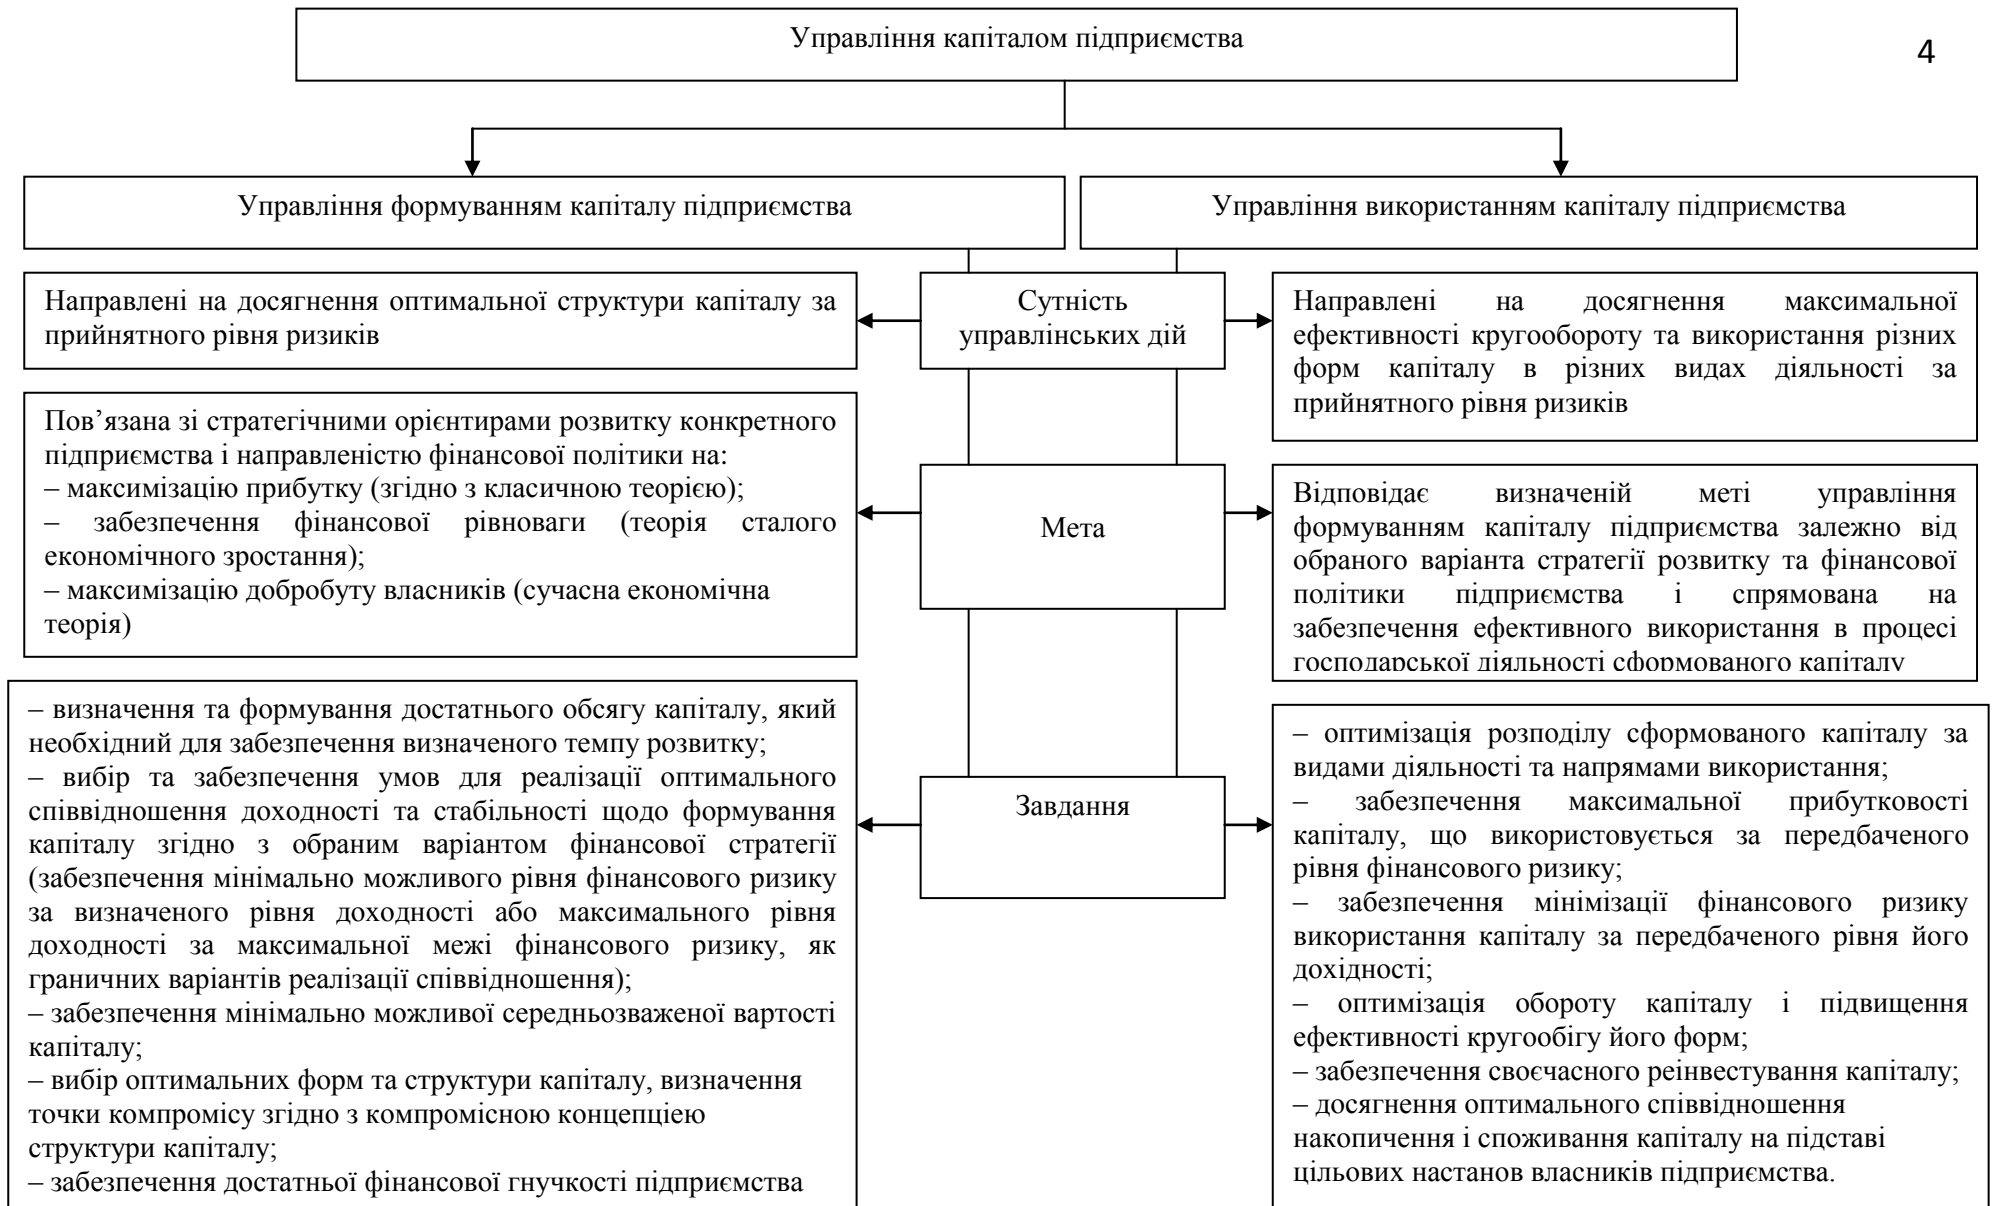 Управління капіталом підприємства
4
Управління формуванням капіталу підприємства
Управління використанням капіталу підприємства
Направлені на досягнення оптимальної структури капіталу за
прийнятного рівня ризиків
Сутність
управлінських дій
Направлені на досягнення максимальної
ефективності кругообороту та використання різних
форм капіталу в різних видах діяльності за
прийнятного рівня ризиків
Пов’язана зі стратегічними орієнтирами розвитку конкретного
підприємства і направленістю фінансової політики на:
– максимізацію прибутку (згідно з класичною теорією);
– забезпечення фінансової рівноваги (теорія сталого
економічного зростання);
– максимізацію добробуту власників (сучасна економічна
теорія)
Мета
Відповідає визначеній меті управління
формуванням капіталу підприємства залежно від
обраного варіанта стратегії розвитку та фінансової
політики підприємства і спрямована на
забезпечення ефективного використання в процесі
господарської діяльності сформованого капіталу
– визначення та формування достатнього обсягу капіталу, який
необхідний для забезпечення визначеного темпу розвитку;
– вибір та забезпечення умов для реалізації оптимального
співвідношення доходності та стабільності щодо формування
капіталу згідно з обраним варіантом фінансової стратегії
(забезпечення мінімально можливого рівня фінансового ризику
за визначеного рівня доходності або максимального рівня
доходності за максимальної межі фінансового ризику, як
граничних варіантів реалізації співвідношення);
– забезпечення мінімально можливої середньозваженої вартості
капіталу;
– вибір оптимальних форм та структури капіталу, визначення
точки компромісу згідно з компромісною концепцією
структури капіталу;
– забезпечення достатньої фінансової гнучкості підприємства
Завдання
– оптимізація розподілу сформованого капіталу за
видами діяльності та напрямами використання;
– забезпечення максимальної прибутковості
капіталу, що використовується за передбаченого
рівня фінансового ризику;
– забезпечення мінімізації фінансового ризику
використання капіталу за передбаченого рівня його
дохідності;
– оптимізація обороту капіталу і підвищення
ефективності кругообігу його форм;
– забезпечення своєчасного реінвестування капіталу;
– досягнення оптимального співвідношення
накопичення і споживання капіталу на підставі
цільових настанов власників підприємства.